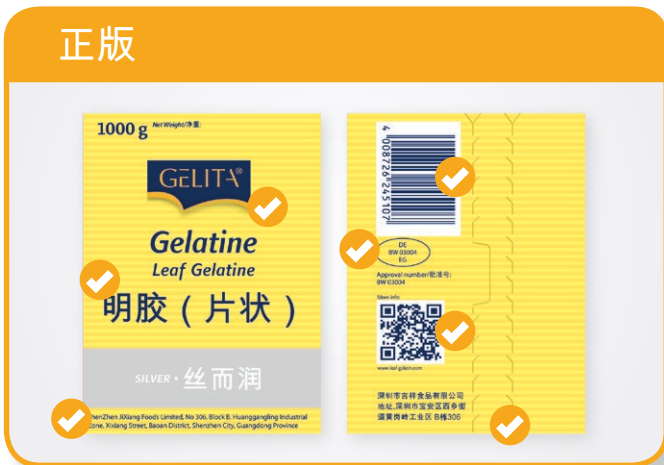 正版
1000 g Net Weight/净重:
GELITA®
Gelatine
Leaf Gelatine
明胶（片状）
SILVER • 丝而润
ShenZhen JiXiang Foods Limited, No 306, Block B, Huanggangling Industrial
Zone, Xixiang Street, Baoan District, Shenzhen City, Guangdong Province
4 008726 245107
DE
BW 03004
EG
Approval number/批准号:
BW 03004
More info:
www.leaf-gelatin.com
深圳市吉祥食品有限公司
地址:深圳市宝安区西乡街
道黄岗岭工业区 B栋306